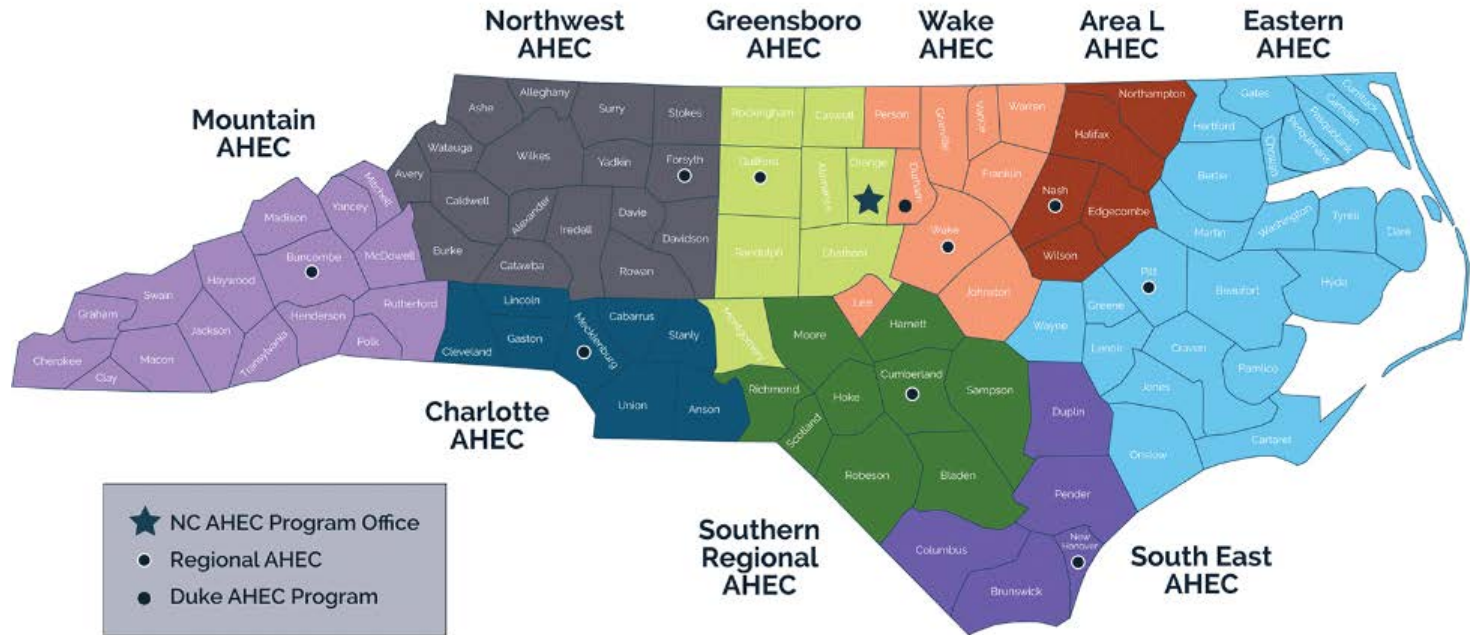 Northwest
AHEC
Greensboro
AHEC
Wake
AHEC
Area L
AHEC
Eastern
AHEC
Mountain
AHEC
Charlotte
AHEC
Southern
Regional
AHEC
South East
AHEC
Ashe
Alleghany
Surry
Stokes
Watauga
Wilkes
Yadkin
Forsyth
Avery
Caldwell
Alexander
Iredell
Davie
Davidson
Burke
Catawba
Rowan
Rockingham
Caswell
Guilford
Alamance
Orange
Randolph
Chatham
Montgomery
Person
Granville
Vance
Warren
Durham
Franklin
Wake
Johnston
Lee
Northampton
Halifax
Nash
Edgecombe
Wilson
Gates
Hertford
Currituck
Camden
Pasquotank
Perquimans
Chowan
Bertie
Martin
Washington
Tyrell
Dare
Pitt
Beaufort
Hyde
Greene
Wayne
Lenoir
Craven
Pamlico
Jones
Onslow
Carteret
Mitchell
Yancey
Madison
Buncombe
McDowell
Haywood
Swain
Graham
Jackson
Henderson
Rutherford
Polk
Transylvania
Macon
Cherokee
Clay
Lincoln
Gaston
Cleveland
Mecklenburg
Cabarrus
Stanly
Union
Anson
Moore
Harnett
Richmond
Hoke
Cumberland
Sampson
Scotland
Robeson
Bladen
Duplin
Pender
New
Hanover
Columbus
Brunswick
NC AHEC Program Office
Regional AHEC
Duke AHEC Program